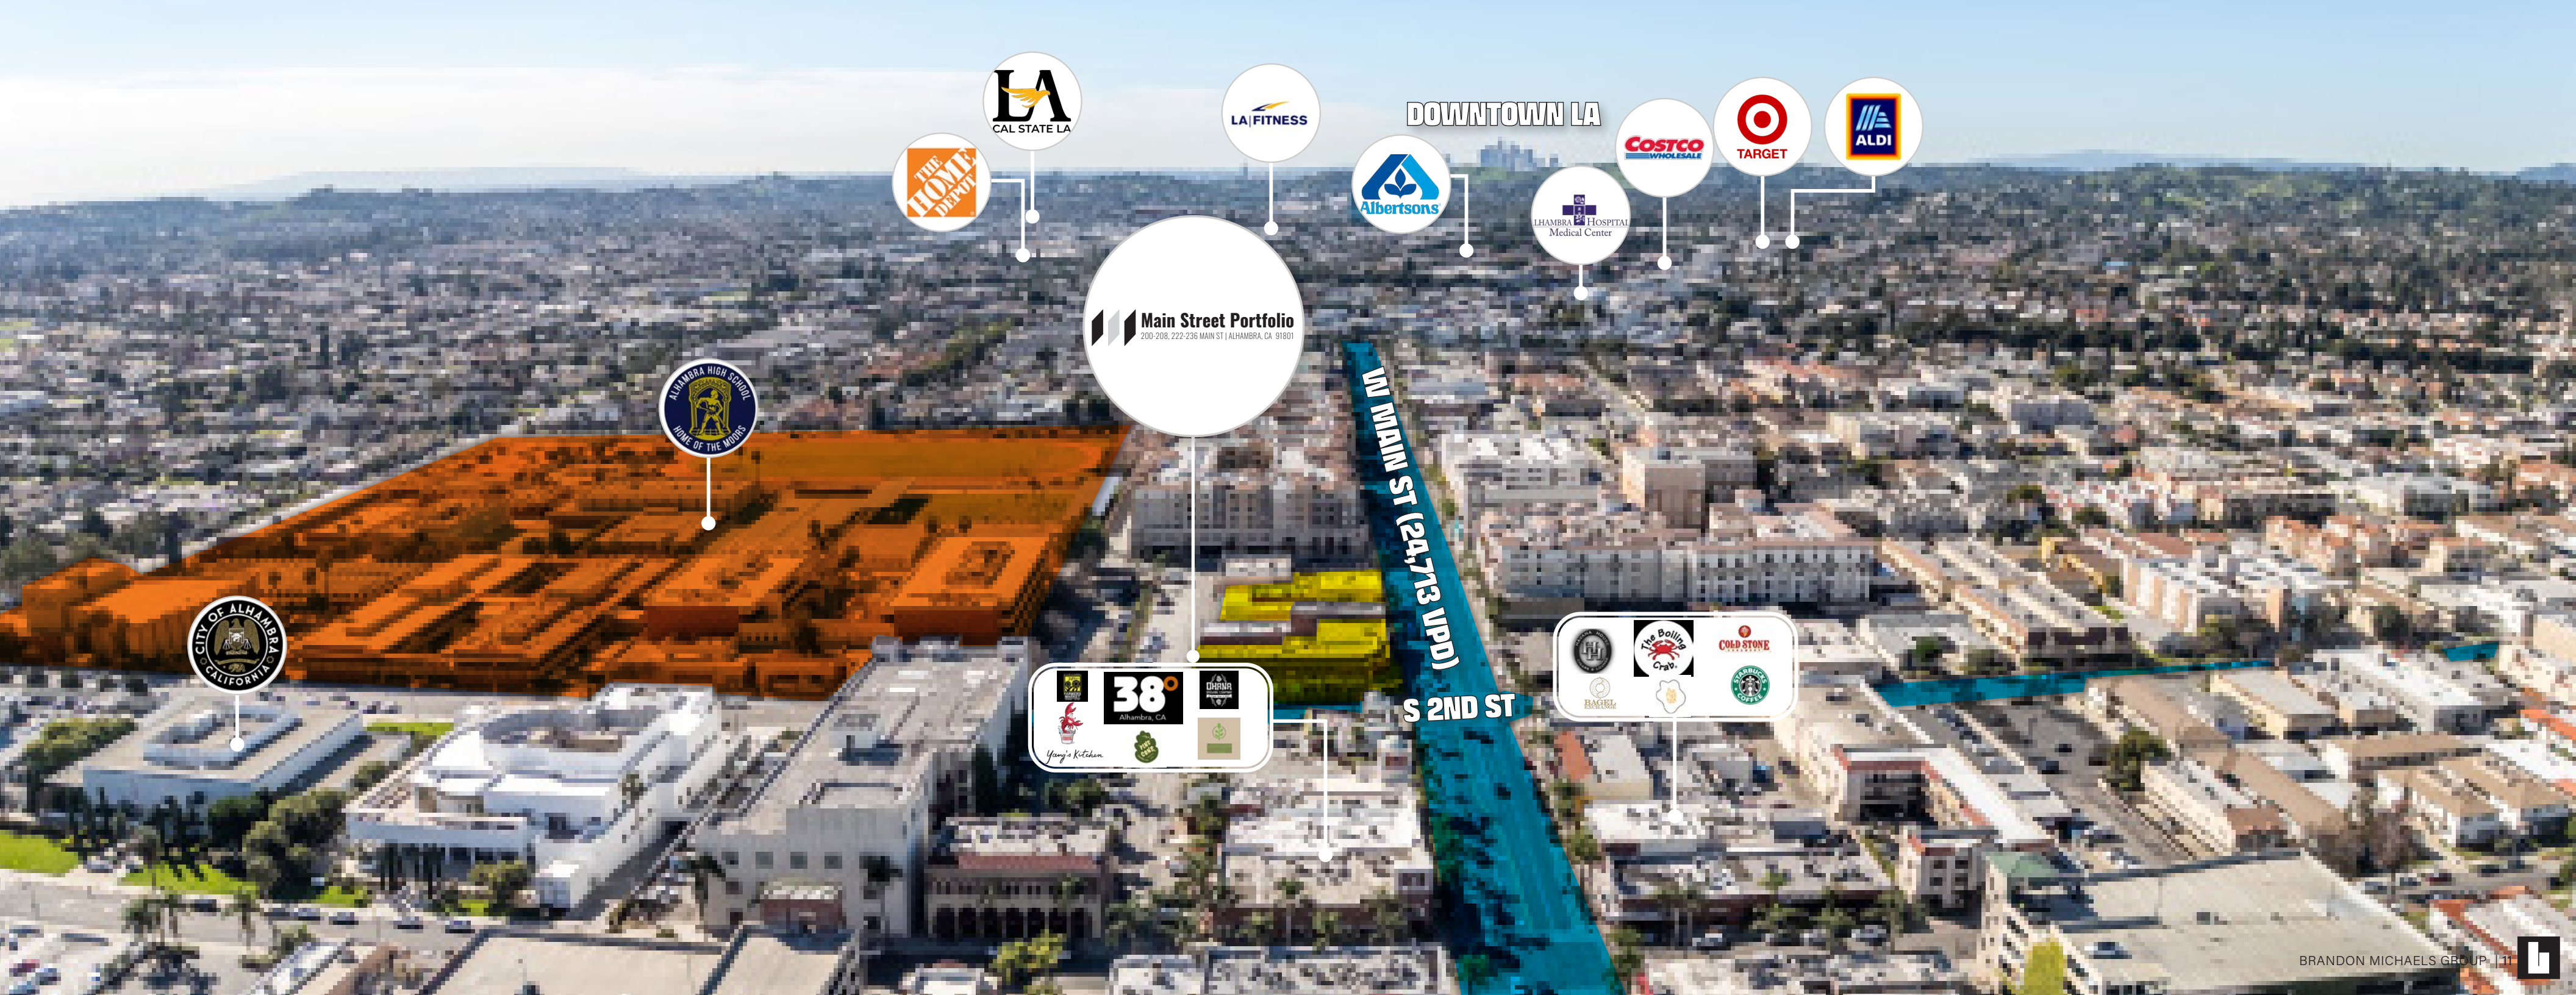 LA
CAL STATE LA
LA|FITNESS
DOWNTOWN LA
THE
HOME
DEPOT
Albertsons
COSTCO
WHOLESALE
TARGET
ALDI
LHAMBRA HOSPITAL
Medical Center
Main Street Portfolio
200-208, 222-236 MAIN ST | ALHAMBRA, CA 91801
ALHAMBRA HIGH SCHOOL
HOME OF THE MOORS
W MAIN ST (24,713 VPD)
CITY OF ALHAMBRA
CALIFORNIA
S 2ND ST
38°
Alhambra, CA
OHANA
Yang's Kitchen
The Boiling
Crab.
COLD STONE
BAGEL
STARBUCKS
COFFEE
BRANDON MICHAELS GROUP | 11